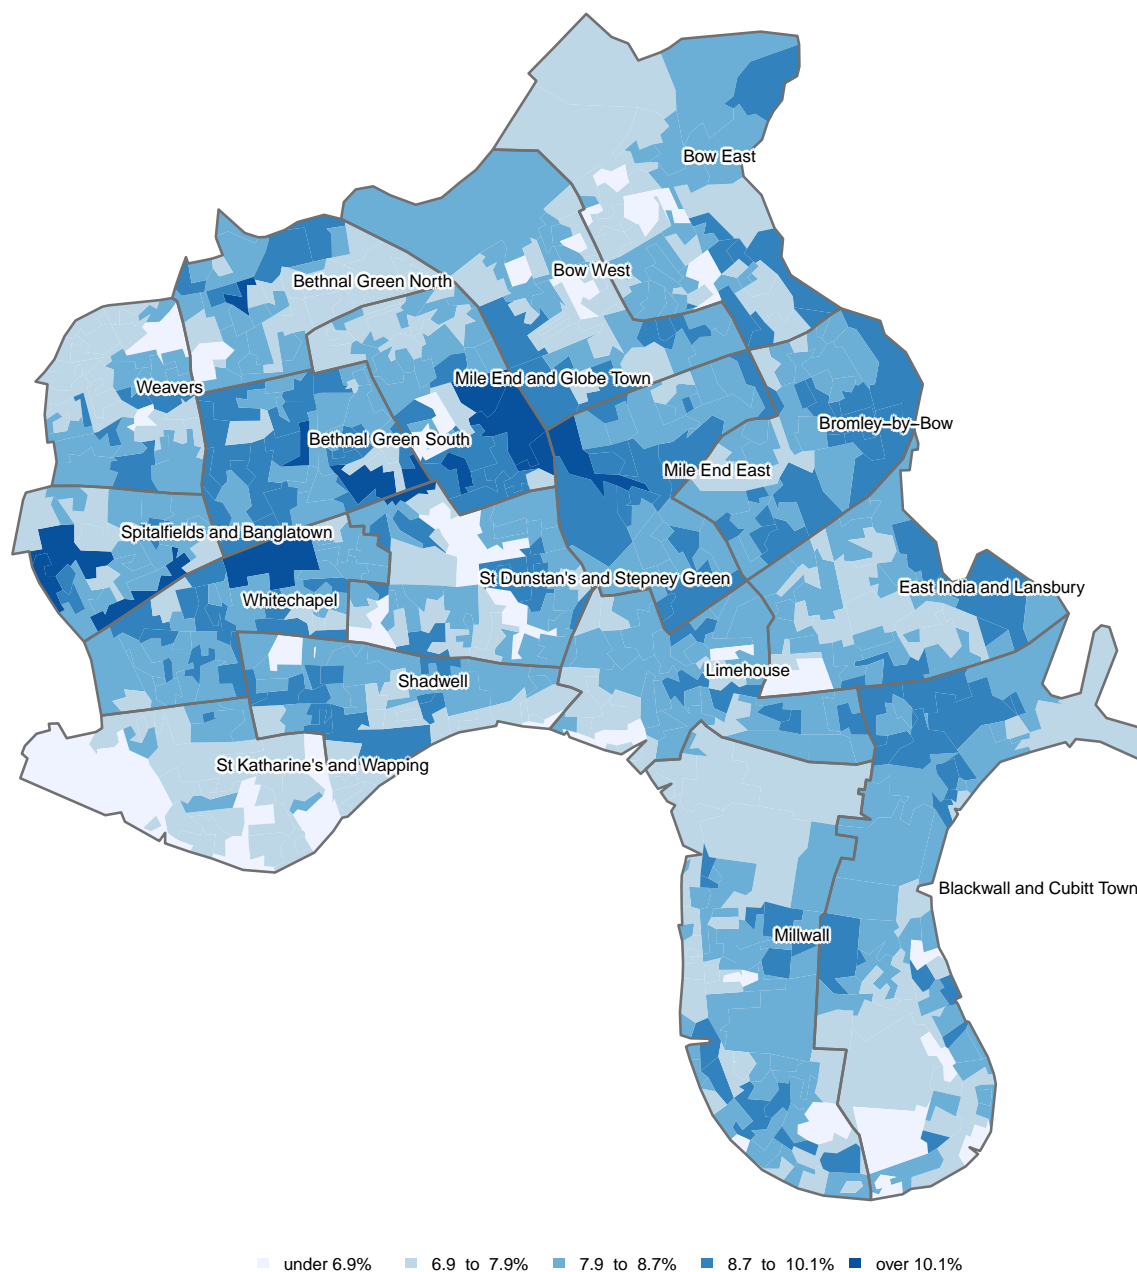 Bow East
Bow West
Bethnal Green North
Mile End and Globe Town
Weavers
Bromley−by−Bow
Bethnal Green South
Mile End East
Spitalfields and Banglatown
St Dunstan's and Stepney Green
East India and Lansbury
Whitechapel
Limehouse
Shadwell
St Katharine's and Wapping
Blackwall and Cubitt Town
Millwall
under 6.9% 6.9 to 7.9% 7.9 to 8.7% 8.7 to 10.1% over 10.1%